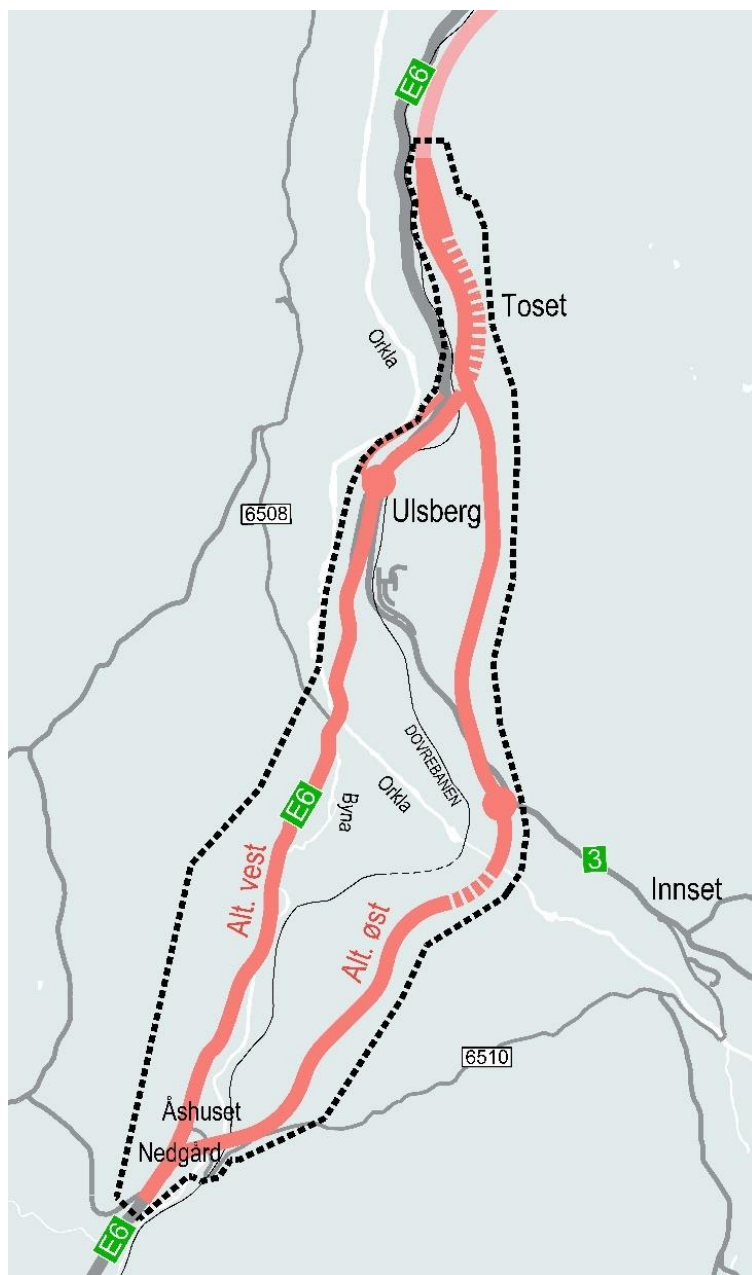 E6
Toset
Orkla
6508
Ulsberg
DOVREBANEN
Orkla
E6
Byna
3
Innset
Alt. vest
Alt. øst
6510
Åshuset
Nedgård
E6